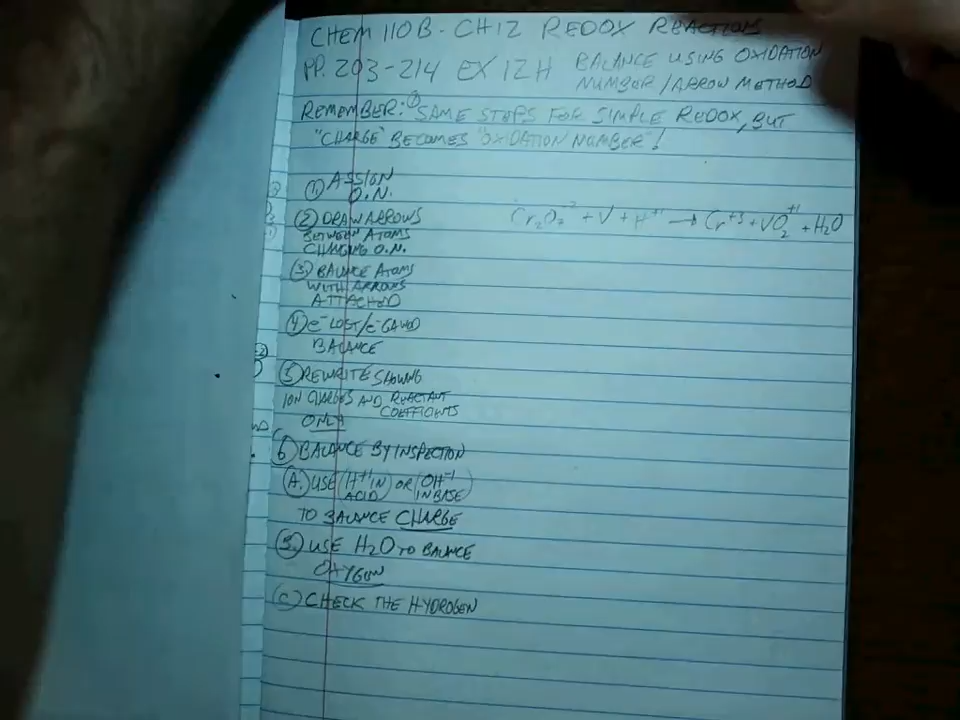 CHEM 110B - CH12 REDOX REACTIONS
PP. 203-214 EX 12H BALANCE USING OXIDATION
NUMBER/ARROW METHOD
REMEMBER: SAME STEPS FOR SIMPLE REDOX, BUT
"CHARGE" BECOMES "OXIDATION NUMBER"!
① ASSIGN
O.N.
Cr₂O₇⁻² + V + H⁺¹ → Cr⁺³ + VO₂⁺¹ + H₂O
② DRAW ARROWS
BETWEEN ATOMS
CHANGING O.N.
③ BALANCE ATOMS
WITH ARROWS
ATTACHED
④ e⁻ LOST/e⁻ GAINED
BALANCE
⑤ REWRITE SHOWING
ION CHARGES AND REACTANT
COEFFICIENTS
ONLY
⑥ BALANCE BY INSPECTION
A. USE (H⁺¹ IN ACID) OR (OH⁻¹ IN BASE)
TO BALANCE CHARGE
B. USE H₂O TO BALANCE
OXYGEN
C CHECK THE HYDROGEN